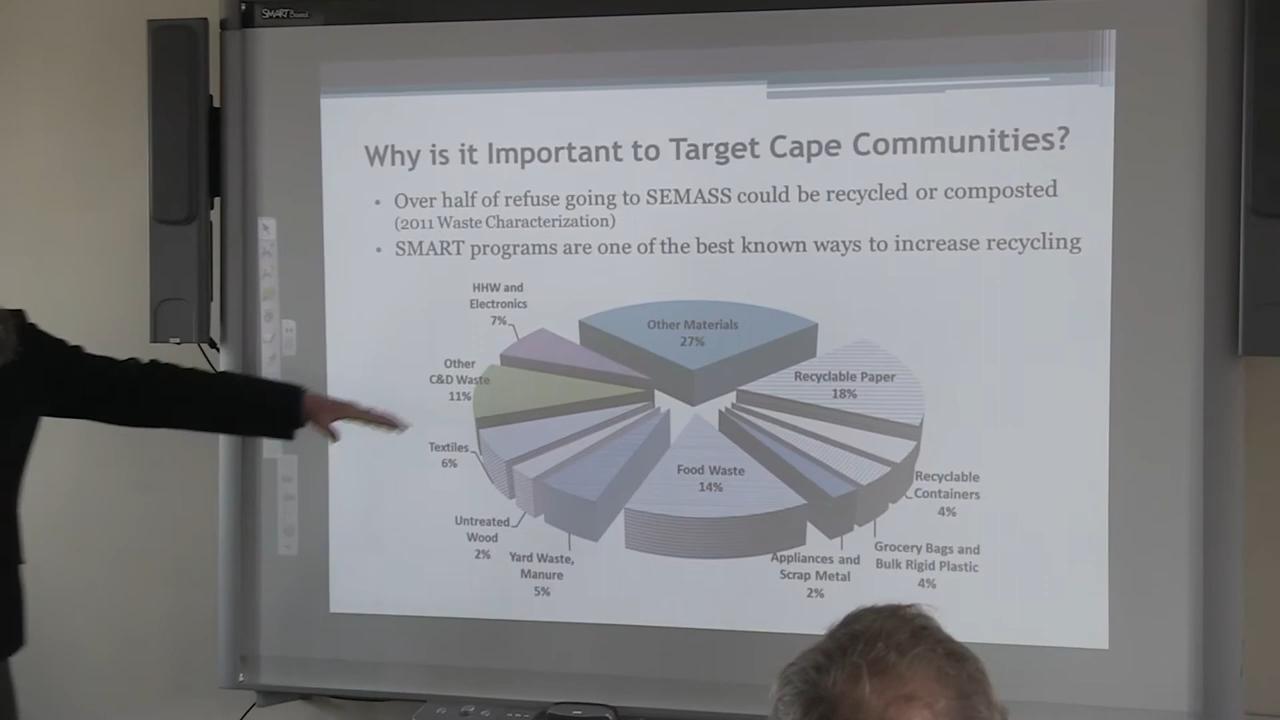 SMART Board
Why is it Important to Target Cape Communities?
• Over half of refuse going to SEMASS could be recycled or composted
(2011 Waste Characterization)
• SMART programs are one of the best known ways to increase recycling
HHW and
Electronics
7%
Other Materials
27%
Other
C&D Waste
11%
Recyclable Paper
18%
Textiles
6%
Food Waste
14%
Recyclable
Containers
4%
Untreated
Wood
2%
Yard Waste,
Manure
5%
Appliances and
Scrap Metal
2%
Grocery Bags and
Bulk Rigid Plastic
4%